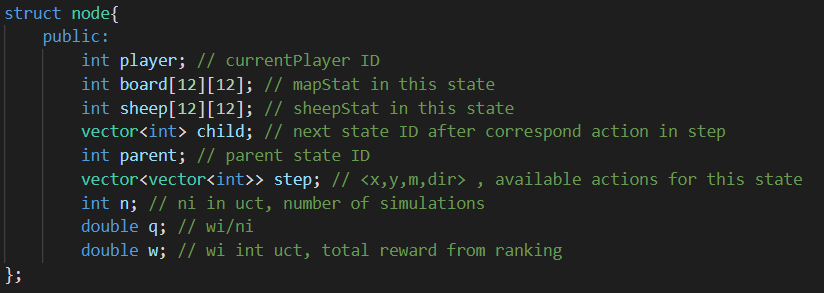 struct node{
public:
int player; // currentPlayer ID
int board[12][12]; // mapStat in this state
int sheep[12][12]; // sheepStat in this state
vector<int> child; // next state ID after correspond action in step
int parent; // parent state ID
vector<vector<int>> step; // <x,y,m,dir> , available actions for this state
int n; // ni in uct, number of simulations
double q; // wi/ni
double w; // wi int uct, total reward from ranking
};